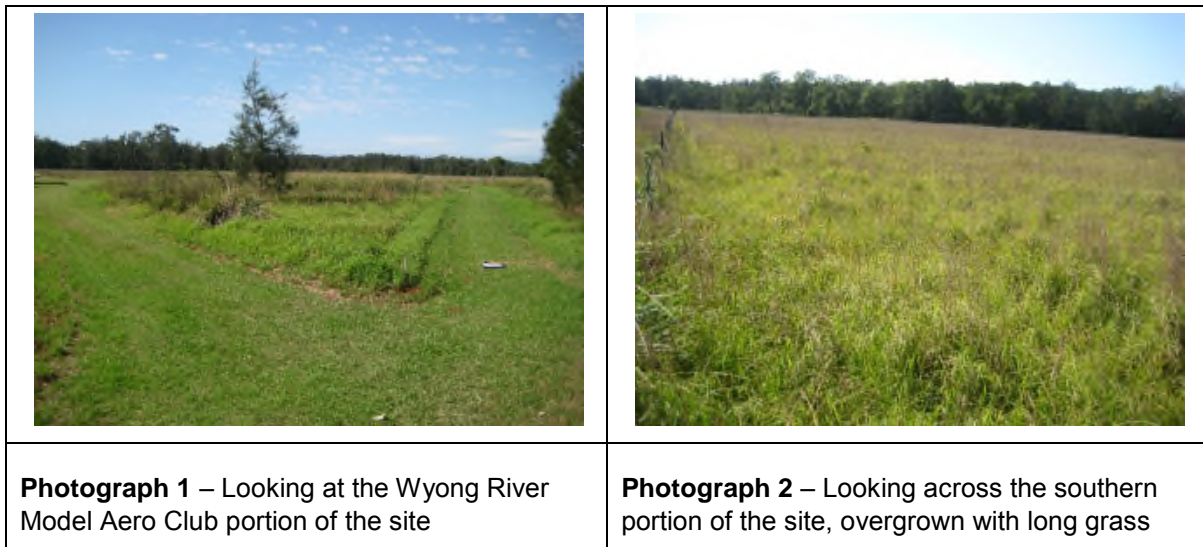 Photograph 1 – Looking at the Wyong River
Model Aero Club portion of the site
Photograph 2 – Looking across the southern
portion of the site, overgrown with long grass